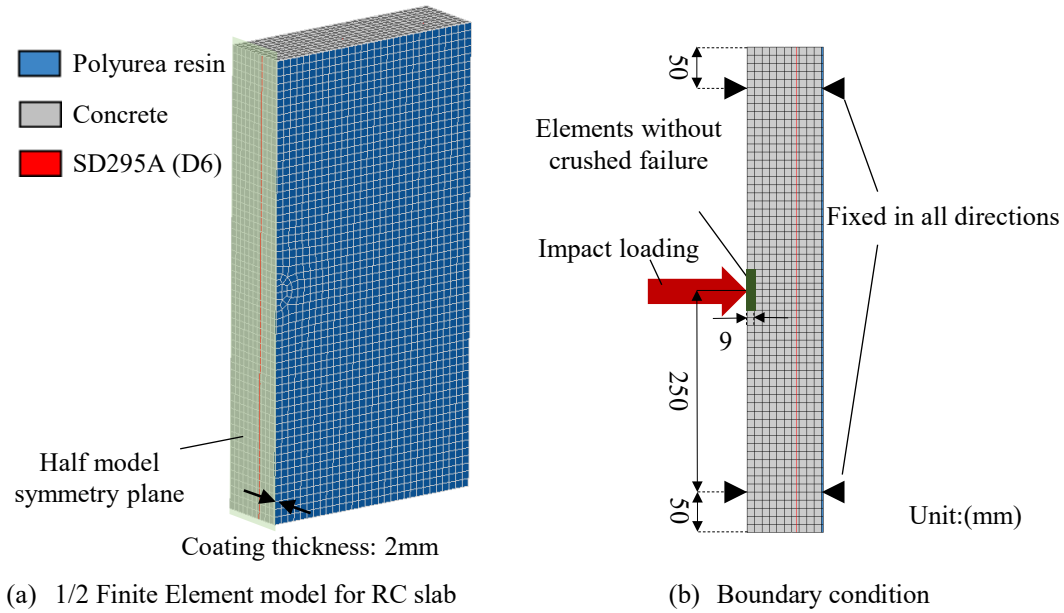 Polyurea resin
Concrete
SD295A (D6)
Half model
symmetry plane
Coating thickness: 2mm
(a) 1/2 Finite Element model for RC slab
50
Elements without
crushed failure
Fixed in all directions
Impact loading
9
250
50
Unit:(mm)
(b) Boundary condition